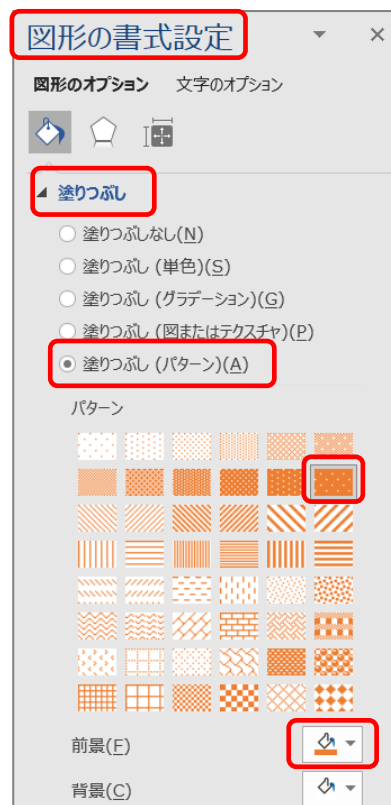 図形の書式設定
図形のオプション 文字のオプション
塗りつぶし
塗りつぶしなし(N)
塗りつぶし (単色)(S)
塗りつぶし (グラデーション)(G)
塗りつぶし (図またはテクスチャ)(P)
塗りつぶし (パターン)(A)
パターン
前景(F)
背景(C)